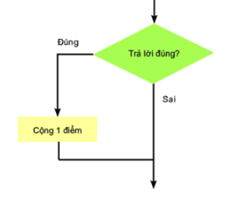 Đúng
Trả lời đúng?
Sai
Cộng 1 điểm